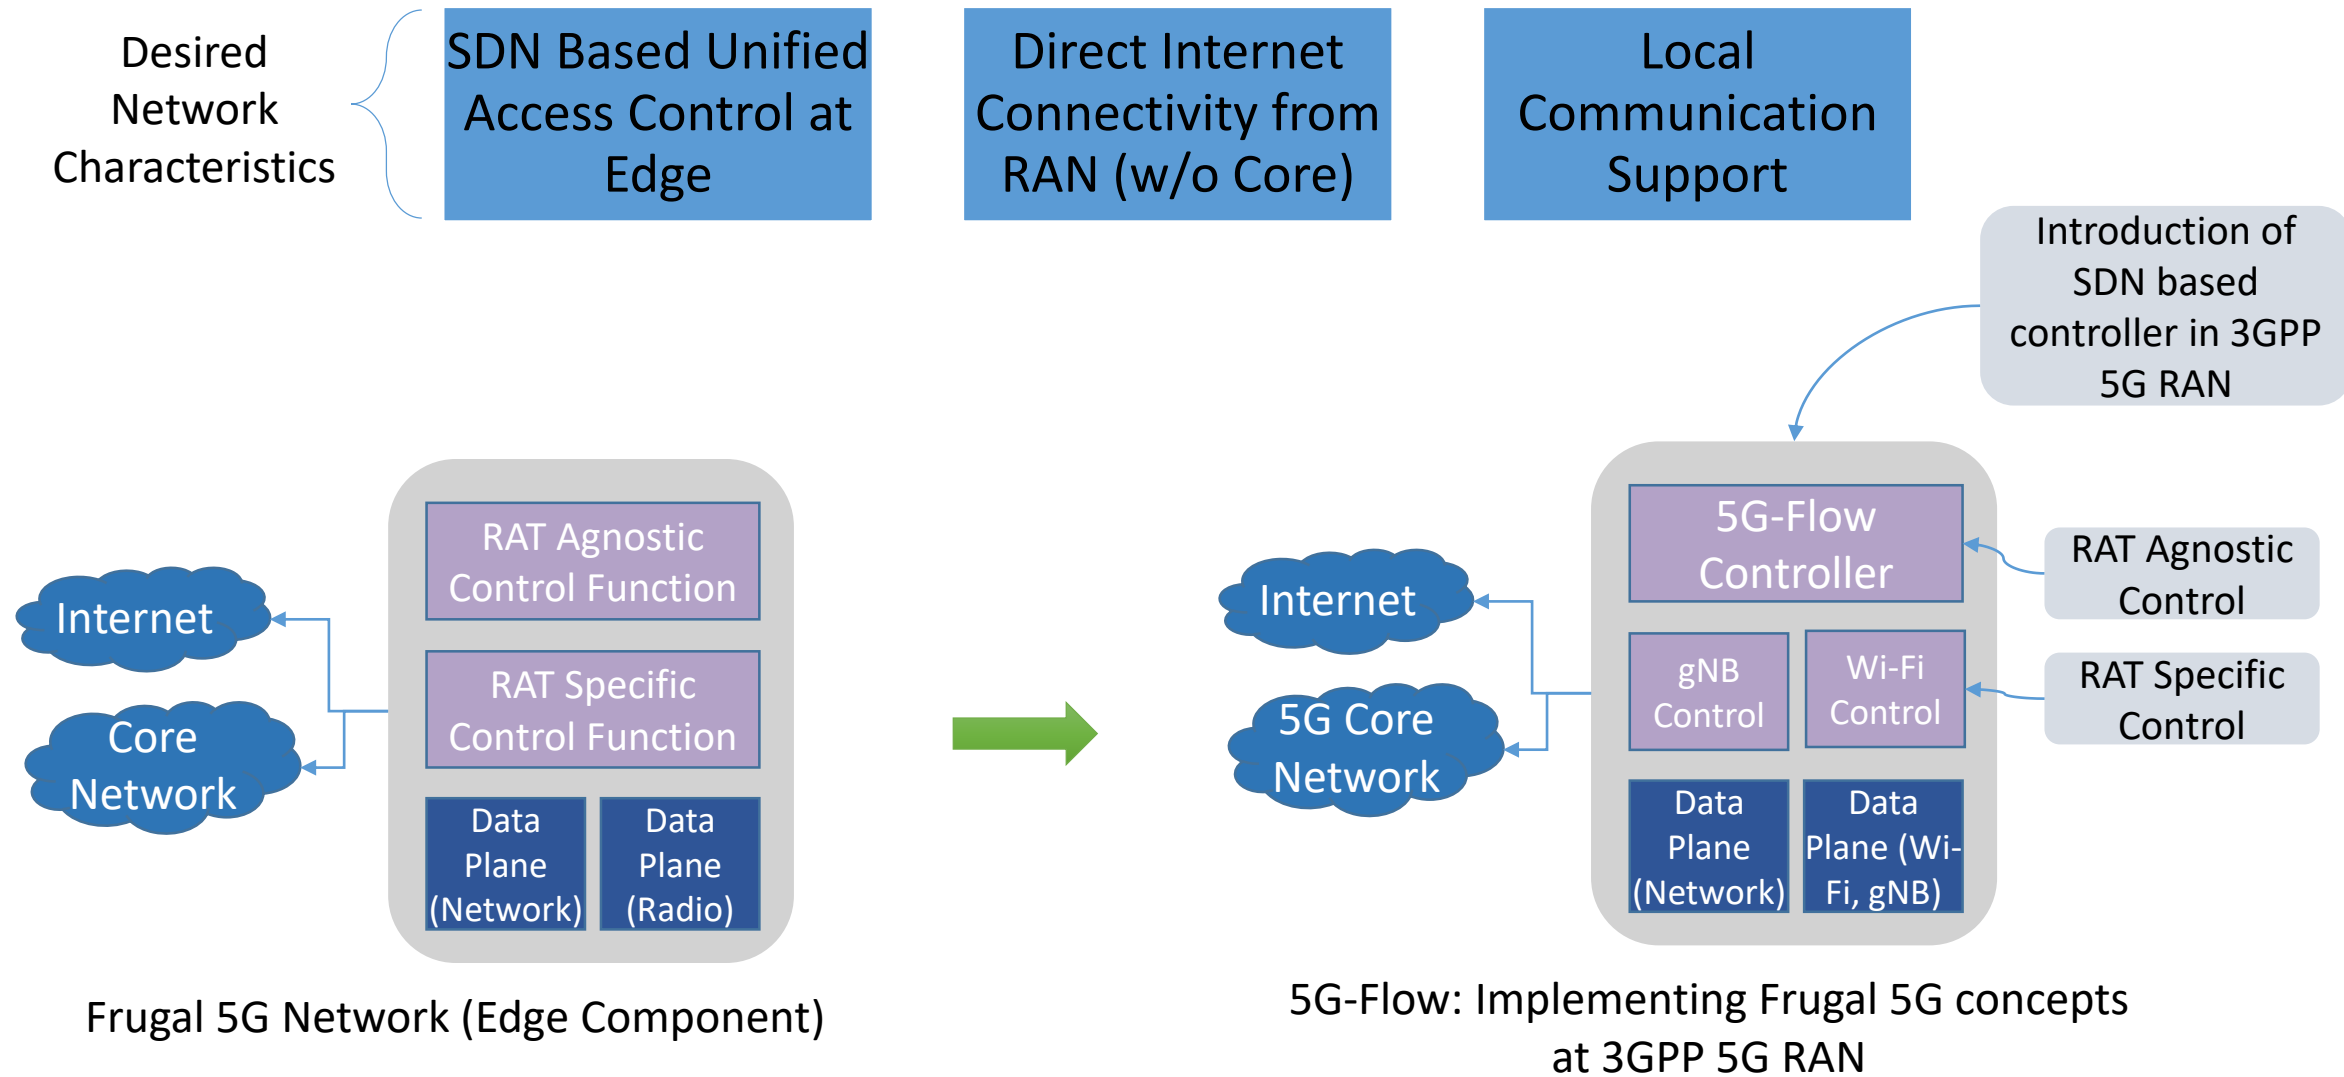 Desired
Network
Characteristics
SDN Based Unified
Access Control at
Edge
Direct Internet
Connectivity from
RAN (w/o Core)
Local
Communication
Support
Introduction of
SDN based
controller in 3GPP
5G RAN
Internet
Core
Network
RAT Agnostic
Control Function
RAT Specific
Control Function
Data
Plane
(Network)
Data
Plane
(Radio)
Frugal 5G Network (Edge Component)
Internet
5G Core
Network
5G-Flow
Controller
gNB
Control
Wi-Fi
Control
Data
Plane
(Network)
Data
Plane (Wi-
Fi, gNB)
RAT Agnostic
Control
RAT Specific
Control
5G-Flow: Implementing Frugal 5G concepts
at 3GPP 5G RAN